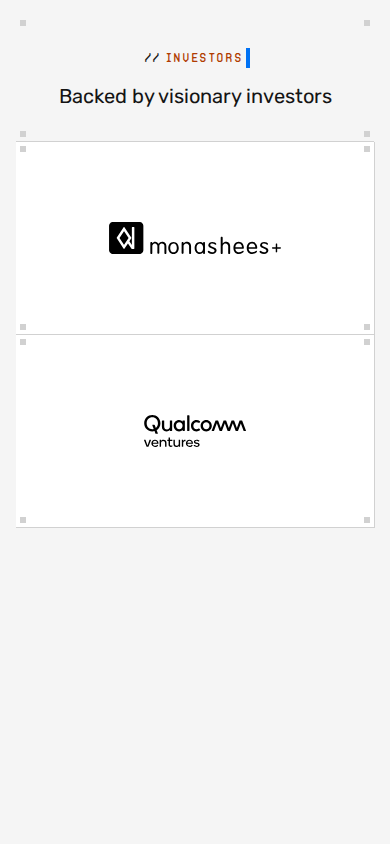 // INVESTORS
Backed by visionary investors
monashees+
Qualcomm
ventures